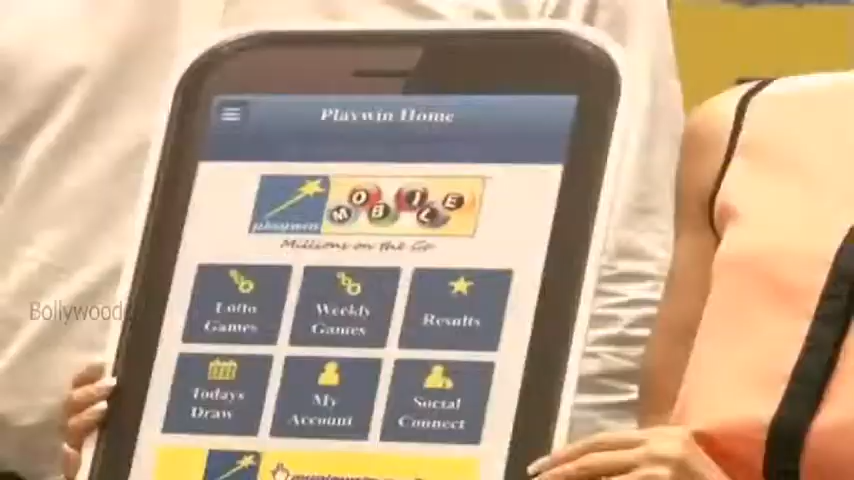 Playwin Home
playwin
MOBILE
Millions on the Go
Lotto
Games
Weekly
Games
Results
Todays
Draw
My
Account
Social
Connect
Bollywood